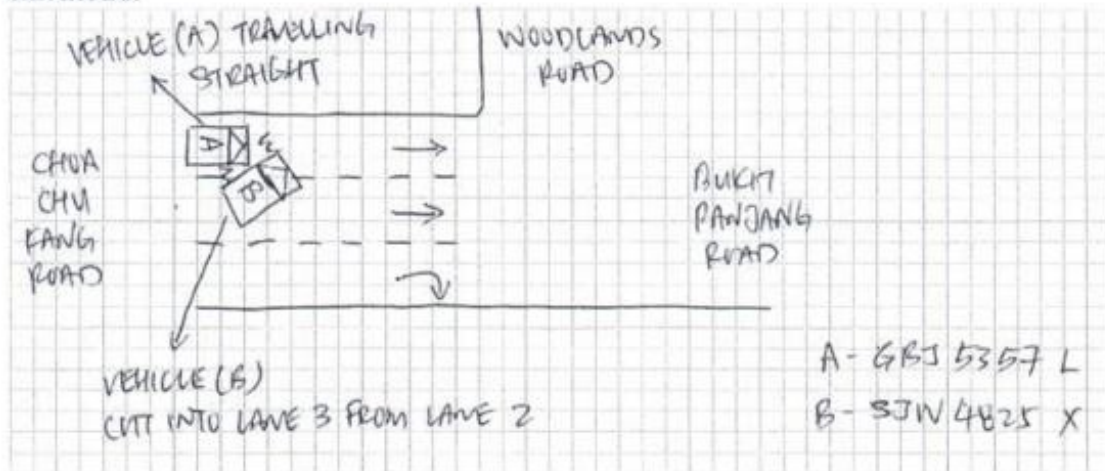 VEHICLE (A) TRAVELLING
STRAIGHT
WOODLANDS
ROAD
A
B
CHUA
CHU
KANG
ROAD
BUKIT
PANJANG
ROAD
VEHICLE (B)
CUTT INTO LANE 3 FROM LANE 2
A - GBJ 5357 L
B - SJW 4825 X